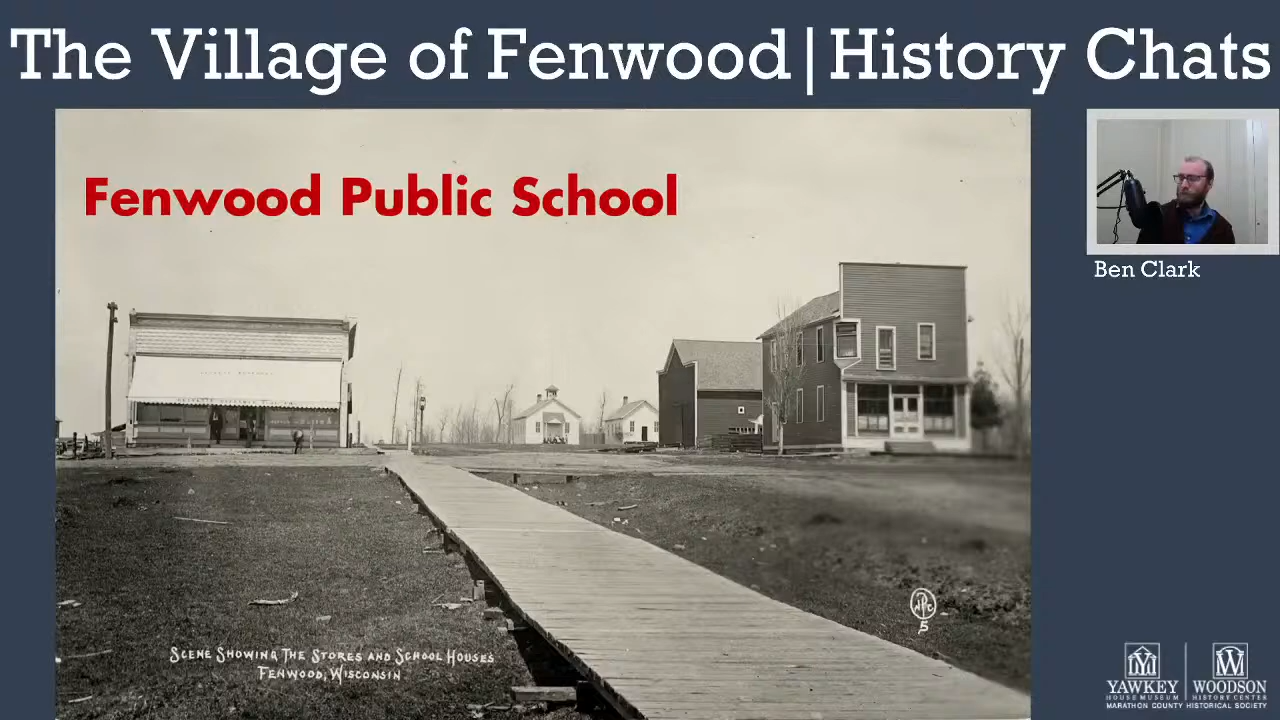 The Village of Fenwood|History Chats
Fenwood Public School
Ben Clark
SCENE SHOWING THE STORES AND SCHOOL HOUSES
FENWOOD, WISCONSIN
5
YAWKEY
HOUSE MUSEUM
WOODSON
HISTORY CENTER
MARATHON COUNTY HISTORICAL SOCIETY